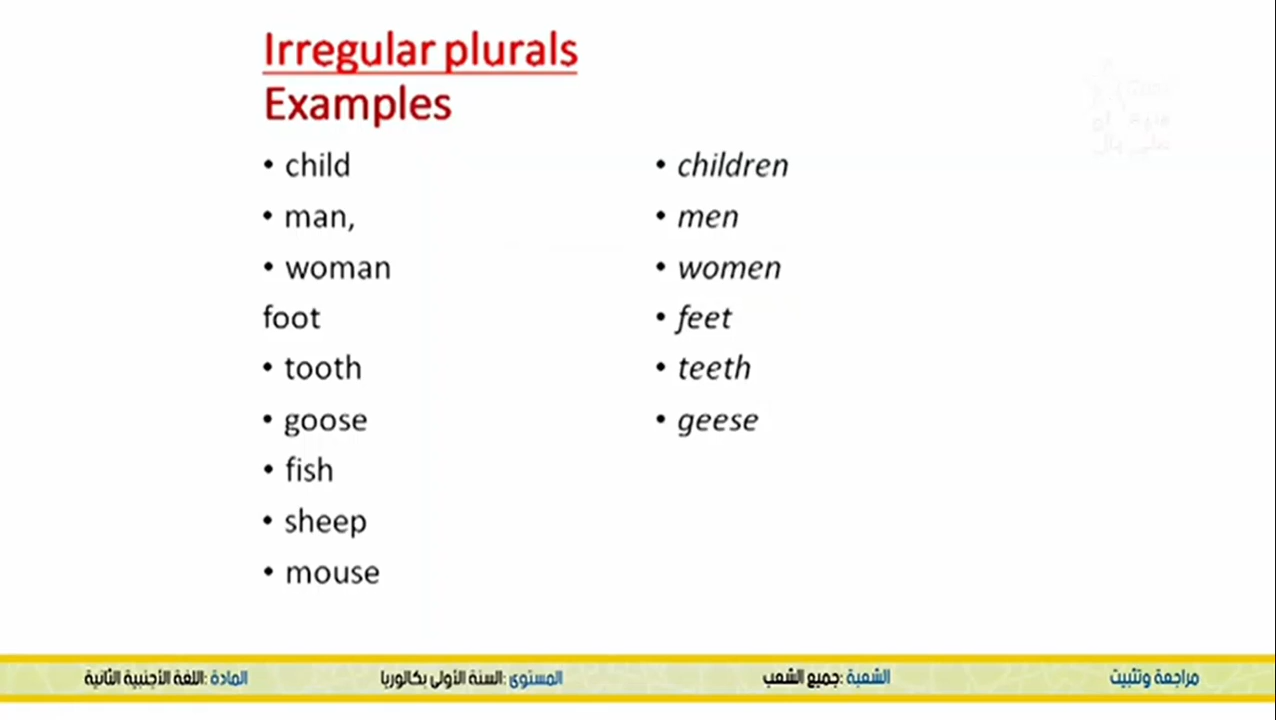 Irregular plurals
Examples
• child
• man,
• woman
foot
• tooth
• goose
• fish
• sheep
• mouse
• children
• men
• women
• feet
• teeth
• geese
مراجعة وتثبيت
الشعبة :جميع الشعب
المستوى :السنة الأولى بكالوريا
المادة :اللغة الأجنبية الثانية